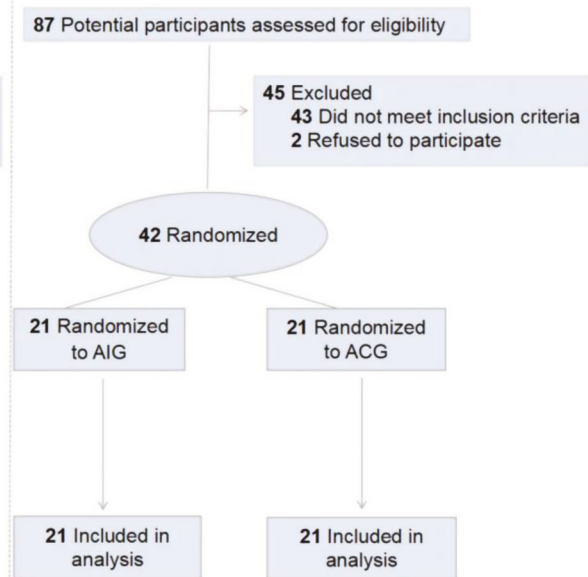 87 Potential participants assessed for eligibility
45 Excluded
43 Did not meet inclusion criteria
2 Refused to participate
42 Randomized
21 Randomized
to AIG
21 Randomized
to ACG
21 Included in
analysis
21 Included in
analysis